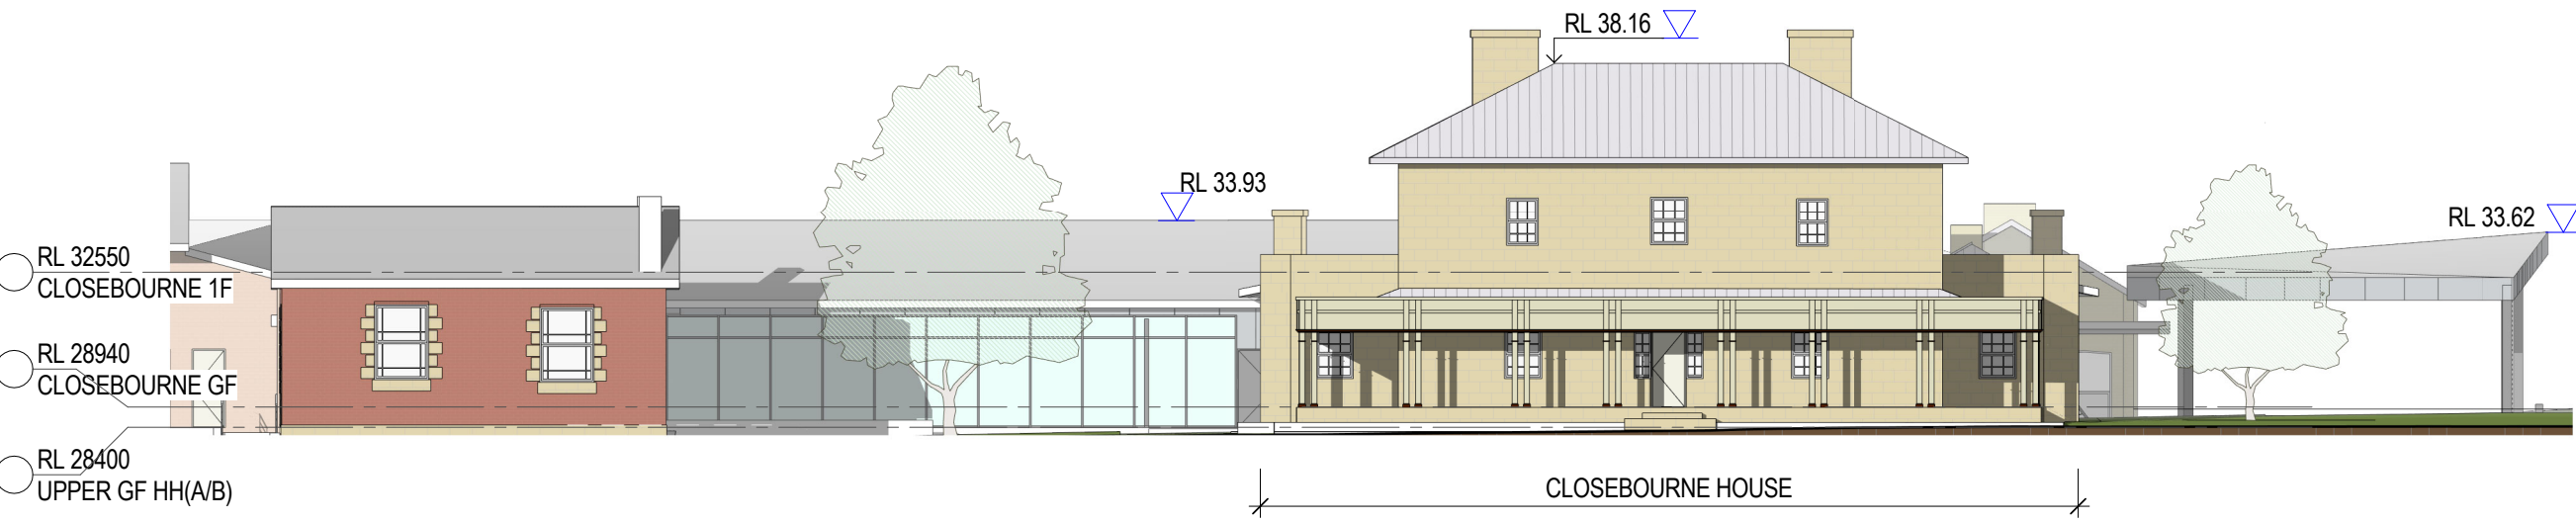 RL 38.16
RL 33.93
RL 33.62
RL 32550
CLOSEBOURNE 1F
RL 28940
CLOSEBOURNE GF
RL 28400
UPPER GF HH(A/B)
CLOSEBOURNE HOUSE